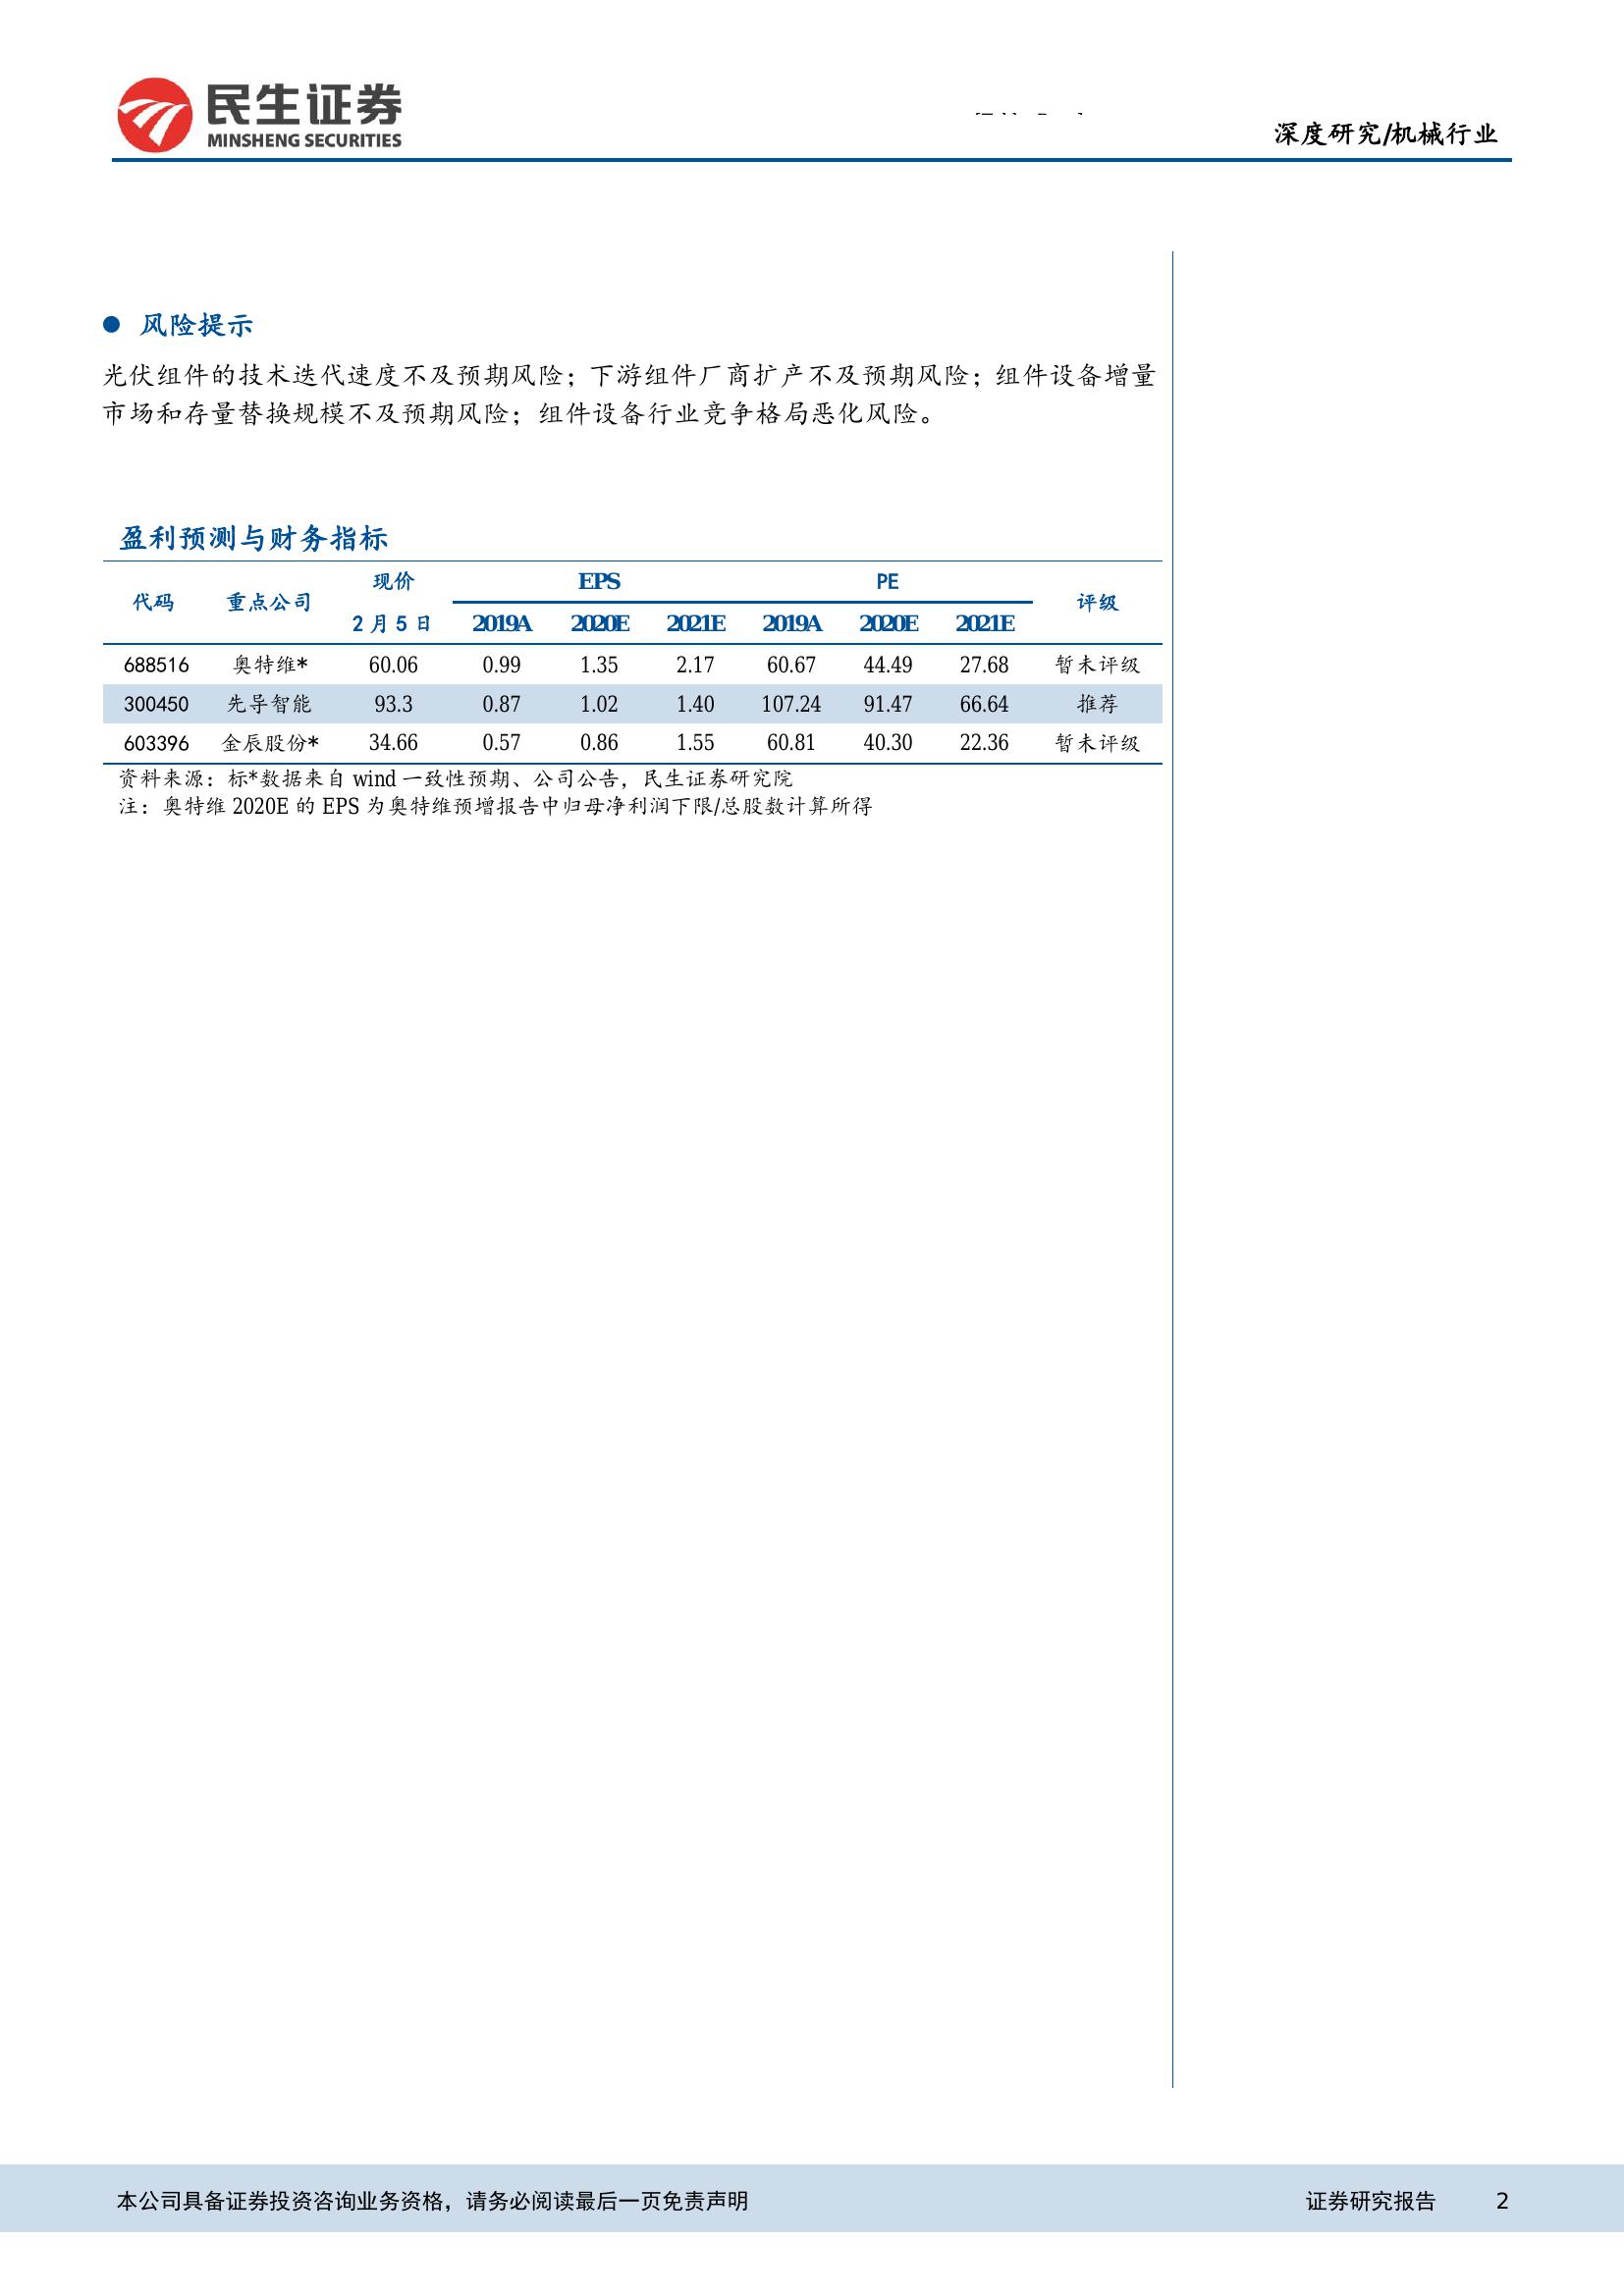 民生证券
MINSHENG SECURITIES
深度研究/机械行业
● 风险提示
光伏组件的技术迭代速度不及预期风险；下游组件厂商扩产不及预期风险；组件设备增量
市场和存量替换规模不及预期风险；组件设备行业竞争格局恶化风险。
盈利预测与财务指标
代码 重点公司 现价 EPS PE 评级
2月5日 2019A 2020E 2021E 2019A 2020E 2021E
688516 奥特维* 60.06 0.99 1.35 2.17 60.67 44.49 27.68 暂未评级
300450 先导智能 93.3 0.87 1.02 1.40 107.24 91.47 66.64 推荐
603396 金辰股份* 34.66 0.57 0.86 1.55 60.81 40.30 22.36 暂未评级
资料来源：标*数据来自 wind 一致性预期、公司公告，民生证券研究院
注：奥特维 2020E 的 EPS 为奥特维预增报告中归母净利润下限/总股数计算所得
本公司具备证券投资咨询业务资格，请务必阅读最后一页免责声明 证券研究报告 2